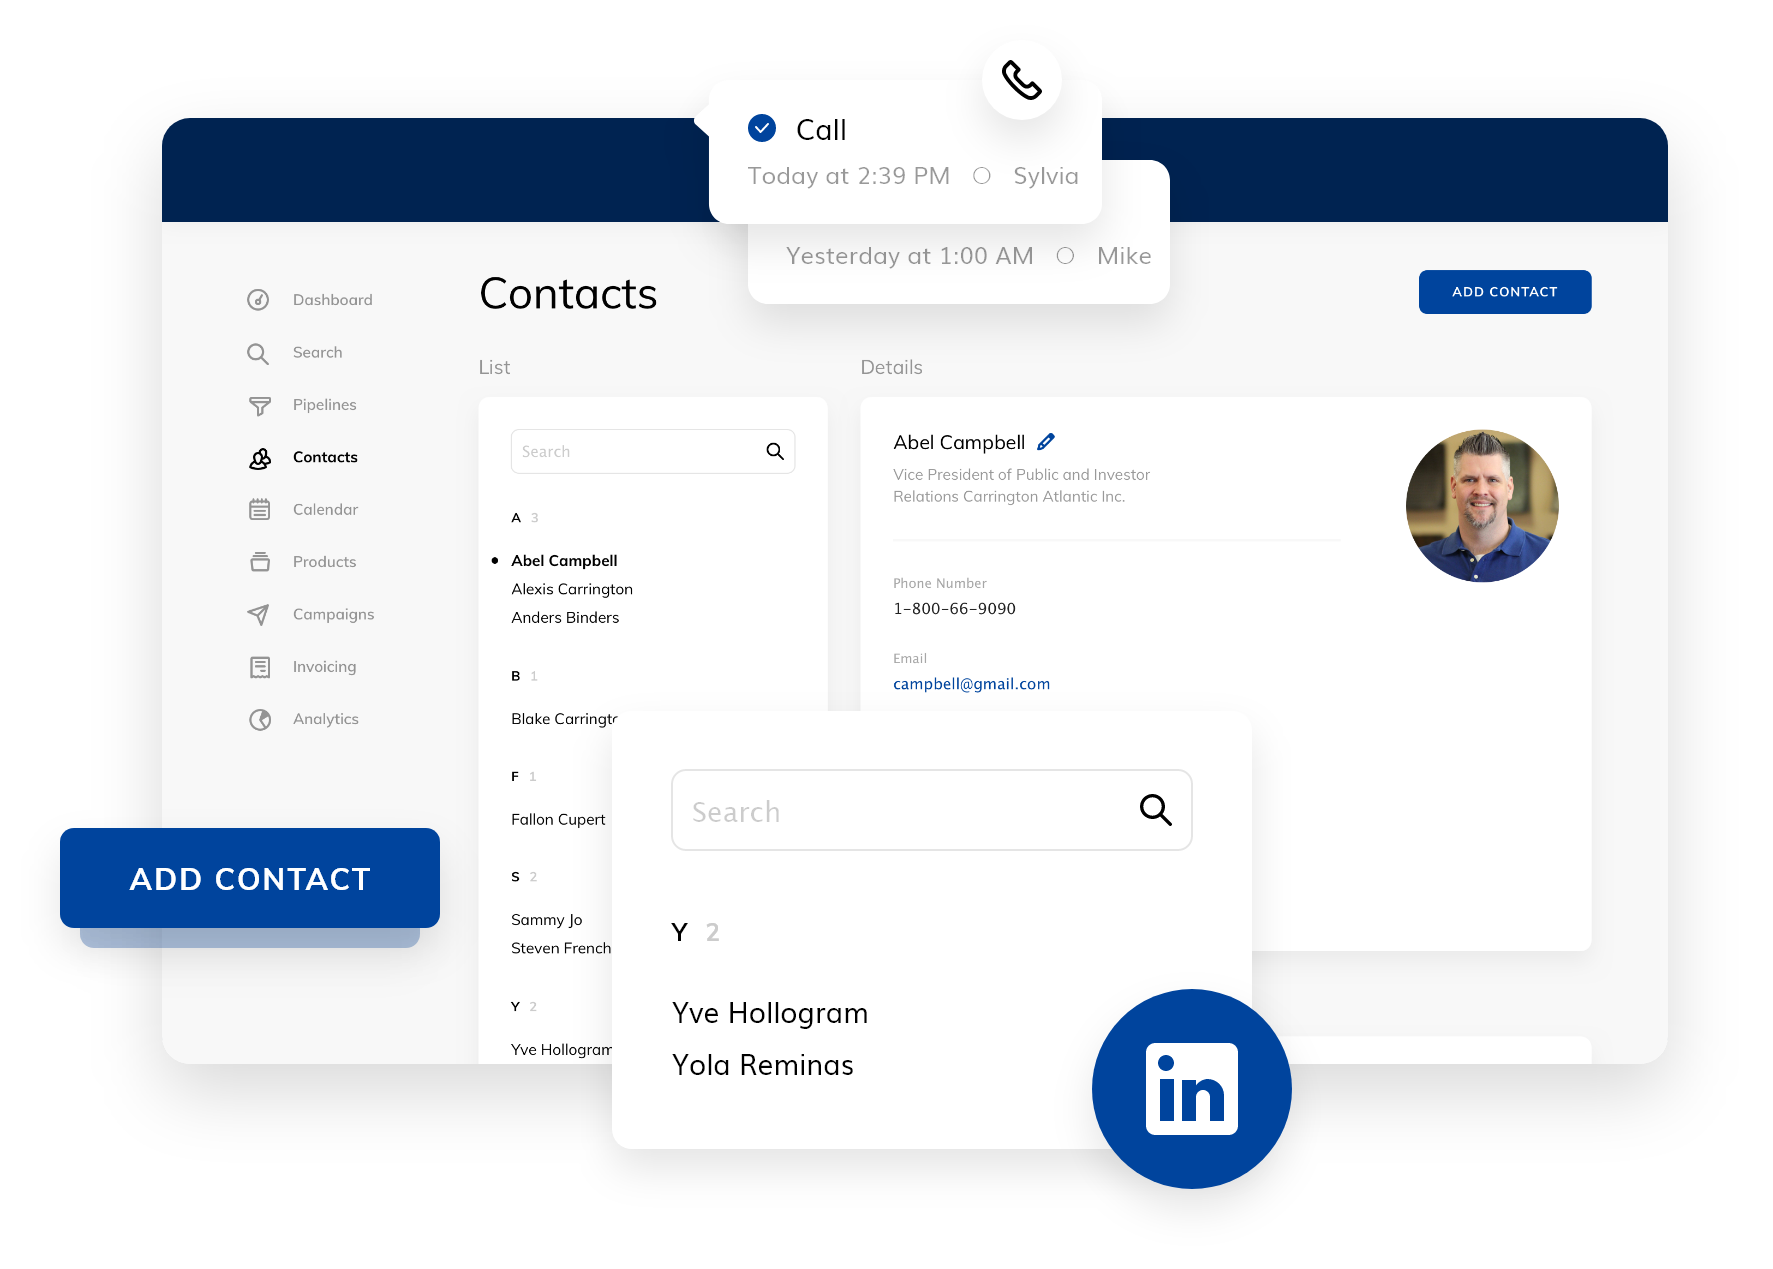 Call
Today at 2:39 PM Sylvia
Yesterday at 1:00 AM Mike
Dashboard
Search
Pipelines
Contacts
Calendar
Products
Campaigns
Invoicing
Analytics
ADD CONTACT
Contacts
ADD CONTACT
List
Search
A 3
Abel Campbell
Alexis Carrington
Anders Binders
B 1
Blake Carringto
F 1
Fallon Cupert
S 2
Sammy Jo
Steven French
Y 2
Yve Hollogram
Details
Abel Campbell
Vice President of Public and Investor
Relations Carrington Atlantic Inc.
Phone Number
1-800-66-9090
Email
campbell@gmail.com
Search
Y 2
Yve Hollogram
Yola Reminas
in